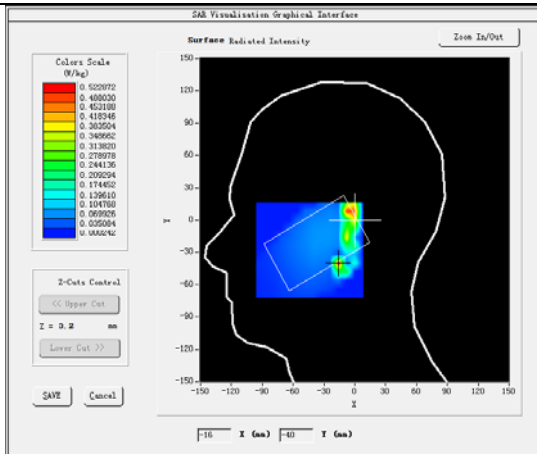 SAR Visualisation Graphical Interface
Surface Radiated Intensity
Zoom In/Out
Colors Scale
(W/kg)
0.522872
0.488030
0.453188
0.418346
0.383504
0.348662
0.313820
0.278978
0.244136
0.209294
0.174452
0.139610
0.104768
0.069926
0.035084
0.000242
Z-Cuts Control
<< Upper Cut
Z = 0.2 mm
Lower Cut >>
SAVE
Cancel
150
120
90
60
30
0
-30
-60
-90
-120
-150
Y
-150 -120 -90 -60 -30 0 30 60 90 120 150
X
-16 X (mm) -40 Y (mm)